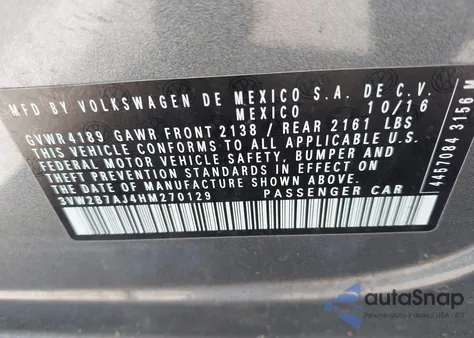 MFD BY VOLKSWAGEN DE MEXICO S.A. DE C.V.
MEXICO 10/16
GVWR4189 GAWR FRONT 2138 / REAR 2161 LBS
THIS VEHICLE CONFORMS TO ALL APPLICABLE U.S.
FEDERAL MOTOR VEHICLE SAFETY, BUMPER AND
THEFT PREVENTION STANDARDS IN EFFECT ON
THE DATE OF MANUFACTURE SHOWN ABOVE.
3VW2B7AJ4HM270129 PASSENGER CAR
4457084 3156 M
autoSnap